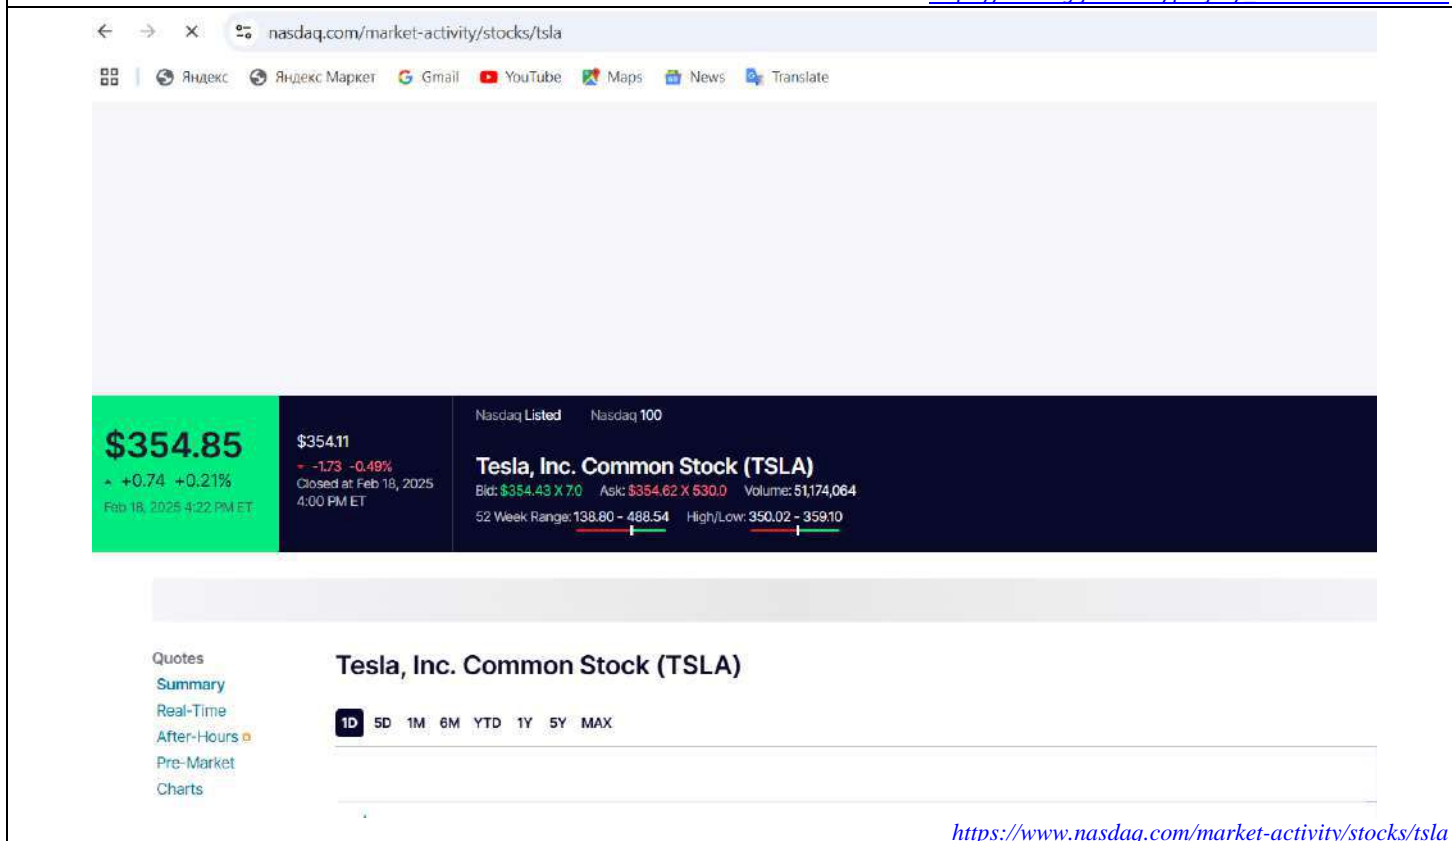 nasdaq.com/market-activity/stocks/tsla
Яндекс Яндекс Маркет Gmail YouTube Maps News Translate
Nasdaq Listed Nasdaq 100
$354.85
+0.74 +0.21%
Feb 18, 2025 4:22 PM ET
$354.11
-1.73 -0.49%
Closed at Feb 18, 2025
4:00 PM ET
Tesla, Inc. Common Stock (TSLA)
Bid: $354.43 X 7.0 Ask: $354.62 X 530.0 Volume: 51,174,064
52 Week Range: 138.80 - 488.54 High/Low: 350.02 - 359.10
Quotes
Summary
Real-Time
After-Hours
Pre-Market
Charts
Tesla, Inc. Common Stock (TSLA)
1D 5D 1M 6M YTD 1Y 5Y MAX
https://www.nasdaq.com/market-activity/stocks/tsla